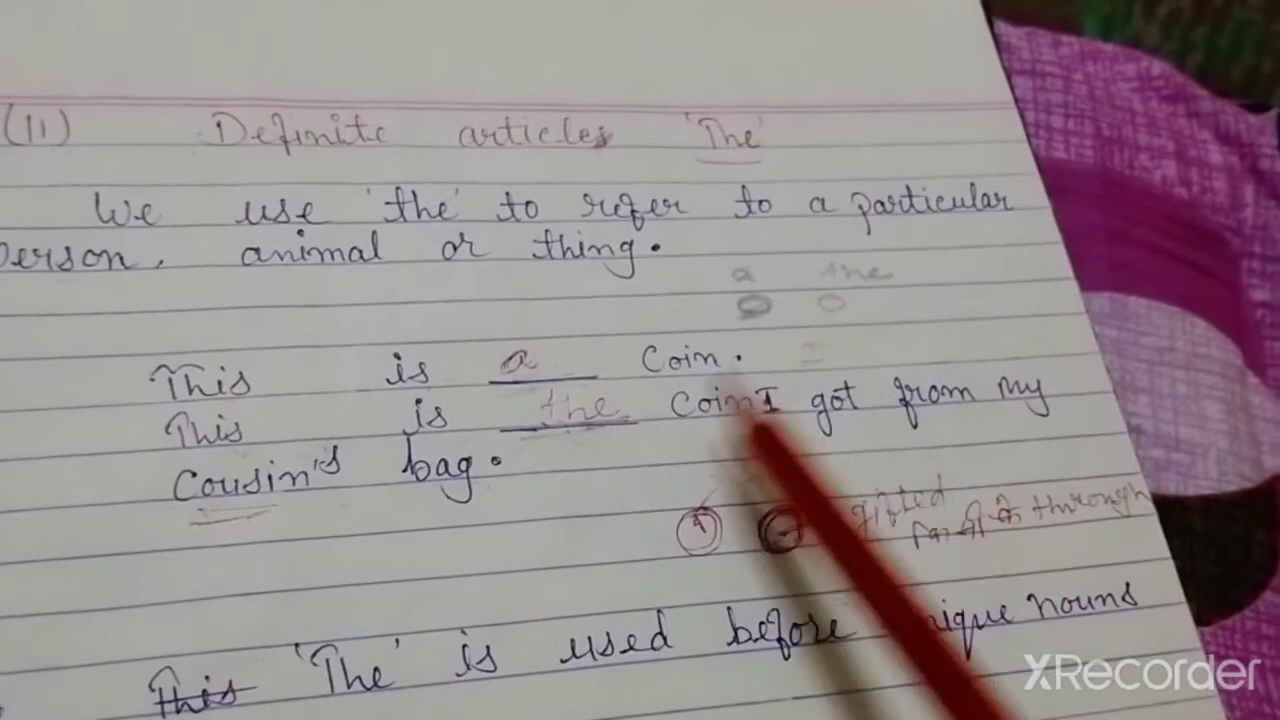 (11) Definite articles 'The'
We use 'the' to refer to a particular
person, animal or thing.
a the
This is a Coin.
This is the Coin I got from my
Cousin's bag.
gifted
through
This 'The' is used before unique nouns
XRecorder